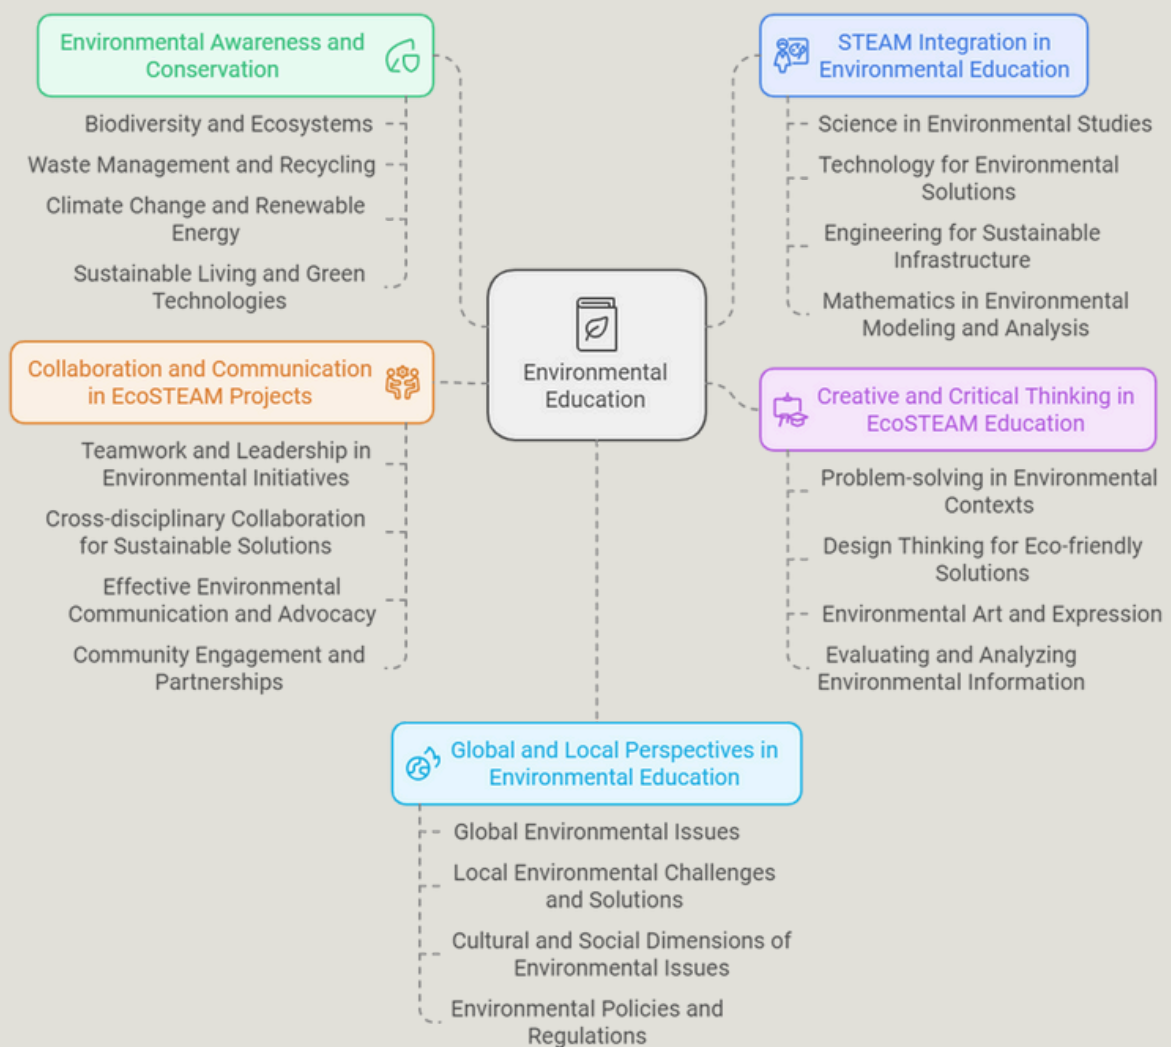 Environmental Awareness and
Conservation
Biodiversity and Ecosystems
Waste Management and Recycling
Climate Change and Renewable
Energy
Sustainable Living and Green
Technologies
STEAM Integration in
Environmental Education
Science in Environmental Studies
Technology for Environmental
Solutions
Engineering for Sustainable
Infrastructure
Mathematics in Environmental
Modeling and Analysis
Environmental
Education
Collaboration and Communication
in EcoSTEAM Projects
Teamwork and Leadership in
Environmental Initiatives
Cross-disciplinary Collaboration
for Sustainable Solutions
Effective Environmental
Communication and Advocacy
Community Engagement and
Partnerships
Creative and Critical Thinking in
EcoSTEAM Education
Problem-solving in Environmental
Contexts
Design Thinking for Eco-friendly
Solutions
Environmental Art and Expression
Evaluating and Analyzing
Environmental Information
Global and Local Perspectives in
Environmental Education
Global Environmental Issues
Local Environmental Challenges
and Solutions
Cultural and Social Dimensions of
Environmental Issues
Environmental Policies and
Regulations